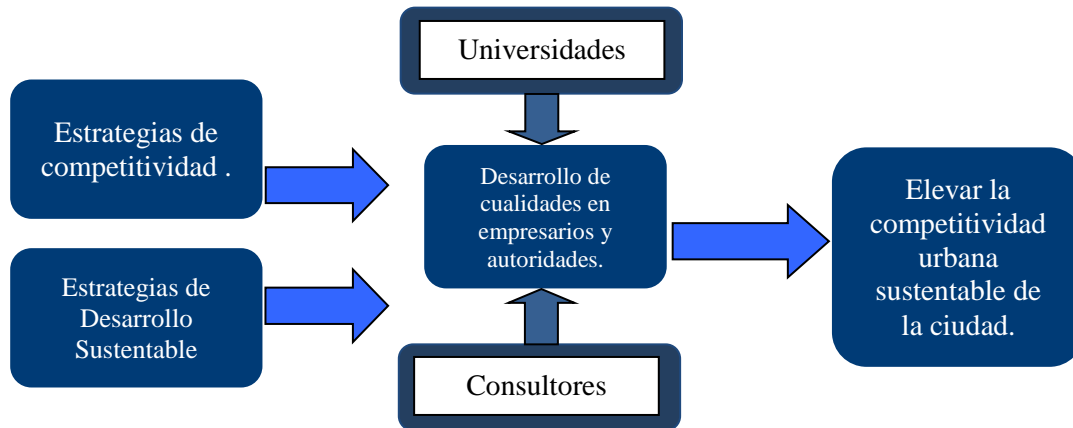 Universidades
Estrategias de
competitividad .
Desarrollo de
cualidades en
empresarios y
autoridades.
Elevar la
competitividad
urbana
sustentable de
la ciudad.
Estrategias de
Desarrollo
Sustentable
Consultores